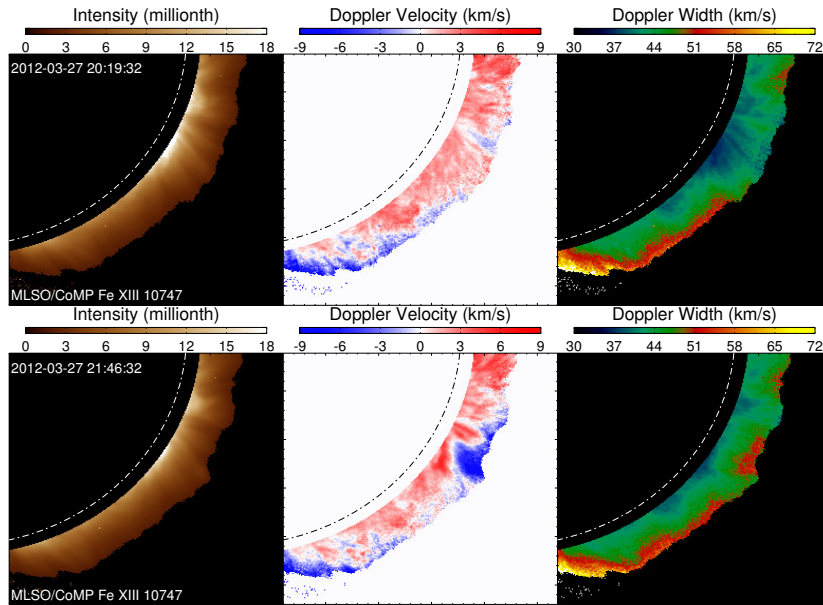 Intensity (millionth) Doppler Velocity (km/s) Doppler Width (km/s)
0 3 6 9 12 15 18 -9 -6 -3 0 3 6 9 30 37 44 51 58 65 72
2012-03-27 20:19:32
MLSO/CoMP Fe XIII 10747
Intensity (millionth) Doppler Velocity (km/s) Doppler Width (km/s)
0 3 6 9 12 15 18 -9 -6 -3 0 3 6 9 30 37 44 51 58 65 72
2012-03-27 21:46:32
MLSO/CoMP Fe XIII 10747